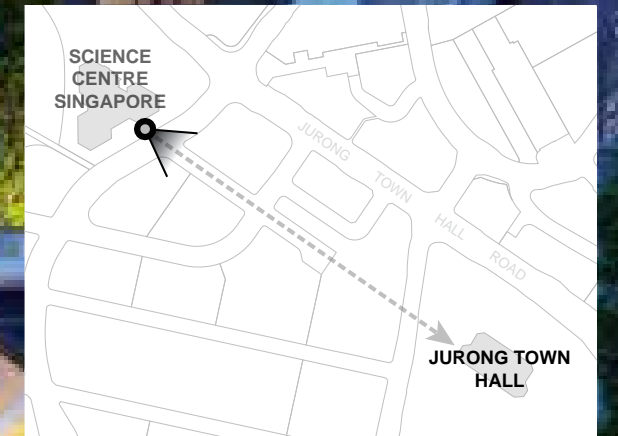 SCIENCE
CENTRE
SINGAPORE
JURONG TOWN HALL ROAD
JURONG TOWN
HALL